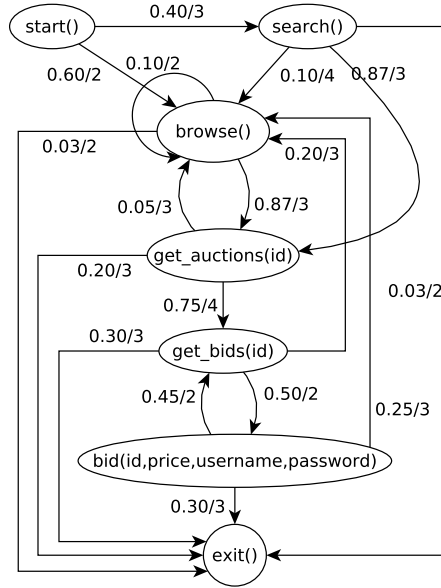 0.40/3
start()
search()
0.60/2
0.10/2
0.10/4
0.87/3
browse()
0.03/2
0.20/3
0.05/3
0.87/3
get_auctions(id)
0.20/3
0.03/2
0.75/4
0.30/3
get_bids(id)
0.45/2
0.50/2
0.25/3
bid(id,price,username,password)
0.30/3
exit()